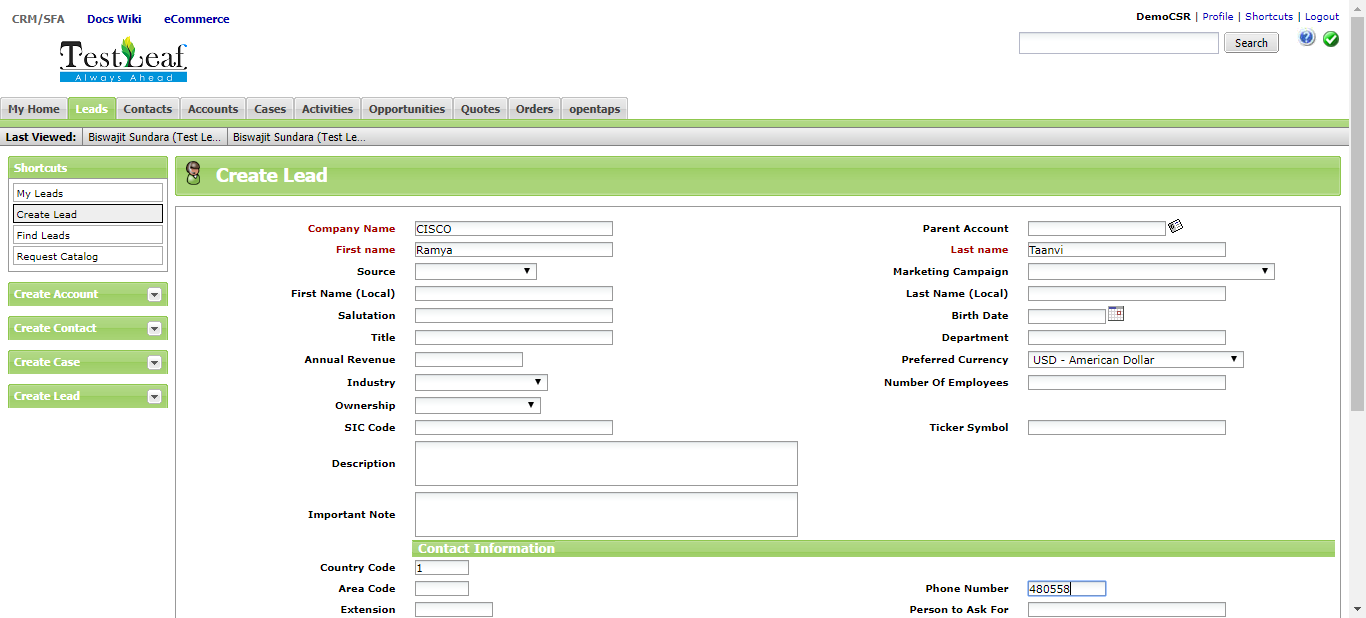 CRM/SFA Docs Wiki eCommerce
DemoCSR | Profile | Shortcuts | Logout
TestLeaf
Always Ahead
Search
My Home Leads Contacts Accounts Cases Activities Opportunities Quotes Orders opentaps
Last Viewed: Biswajit Sundara (Test Le... Biswajit Sundara (Test Le...
Shortcuts
My Leads
Create Lead
Find Leads
Request Catalog
Create Account
Create Contact
Create Case
Create Lead
Create Lead
Company Name CISCO Parent Account
First name Ramya Last name Taanvi
Source Marketing Campaign
First Name (Local) Last Name (Local)
Salutation Birth Date
Title Department
Annual Revenue Preferred Currency USD - American Dollar
Industry Number Of Employees
Ownership
SIC Code Ticker Symbol
Description
Important Note
Contact Information
Country Code 1
Area Code Phone Number 480558
Extension Person to Ask For